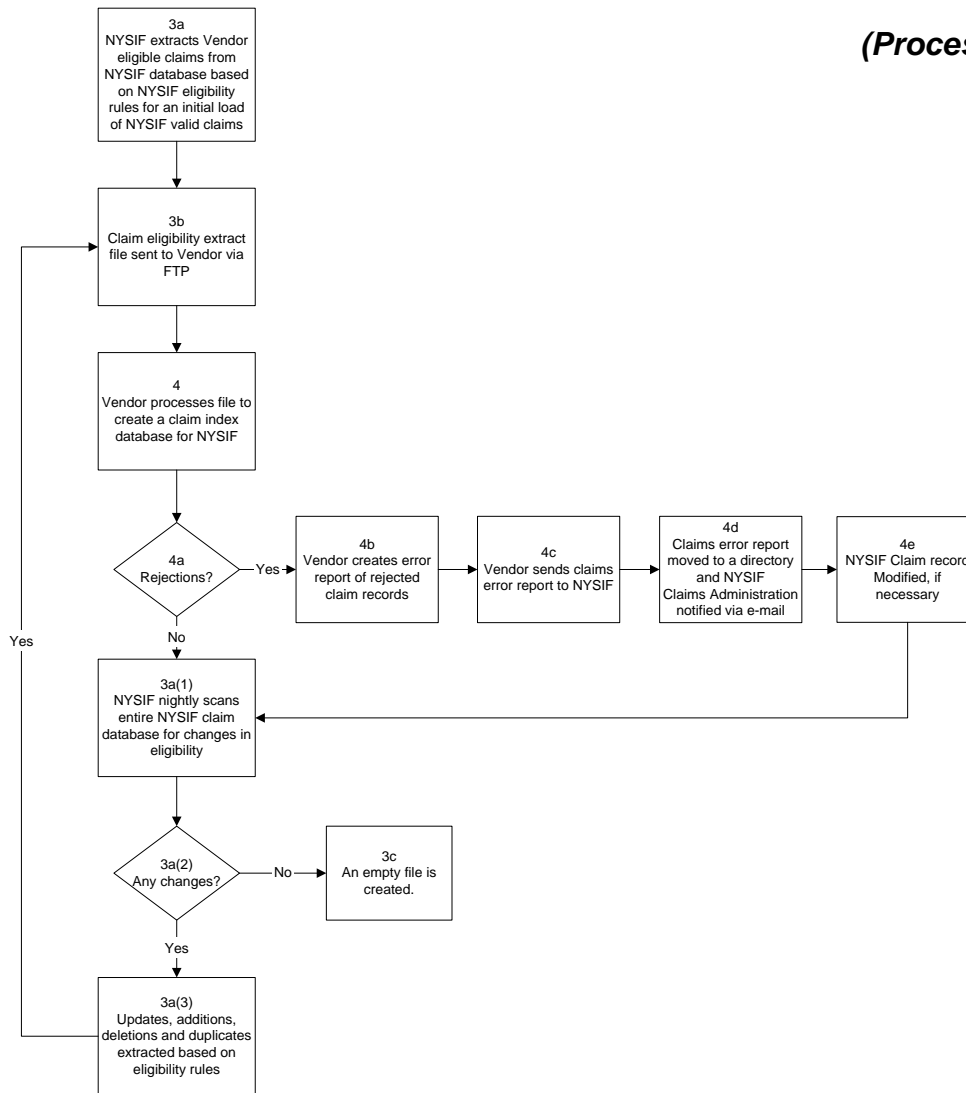 (Proces
3a
NYSIF extracts Vendor
eligible claims from
NYSIF database based
on NYSIF eligibility
rules for an initial load
of NYSIF valid claims
3b
Claim eligibility extract
file sent to Vendor via
FTP
4
Vendor processes file to
create a claim index
database for NYSIF
4a
Rejections?
Yes
4b
Vendor creates error
report of rejected
claim records
4c
Vendor sends claims
error report to NYSIF
4d
Claims error report
moved to a directory
and NYSIF
Claims Administration
notified via e-mail
4e
NYSIF Claim record
Modified, if
necessary
No
Yes
3a(1)
NYSIF nightly scans
entire NYSIF claim
database for changes in
eligibility
3a(2)
Any changes?
No
3c
An empty file is
created.
Yes
3a(3)
Updates, additions,
deletions and duplicates
extracted based on
eligibility rules